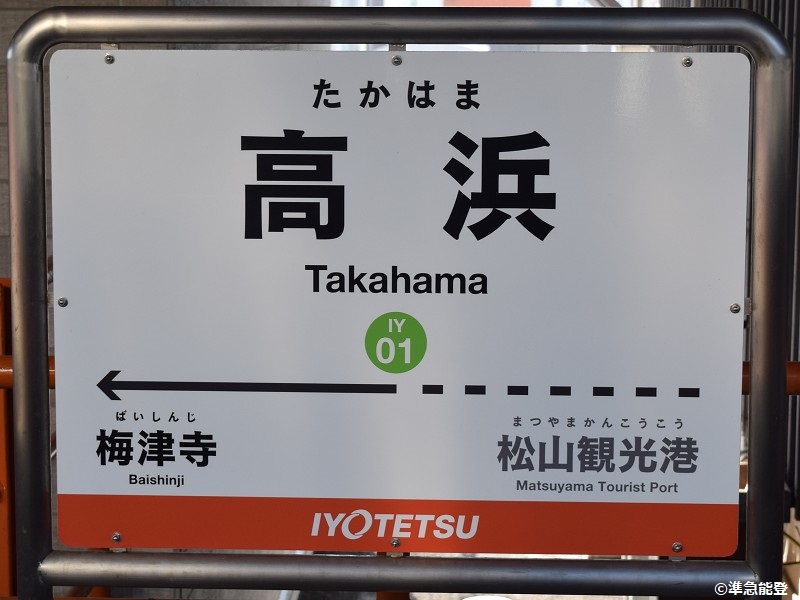 たかはま
高浜
Takahama
IY
01
ばいしんじ
梅津寺
Baishinji
まつやまかんこうこう
松山観光港
Matsuyama Tourist Port
IYOTETSU
©準急能登